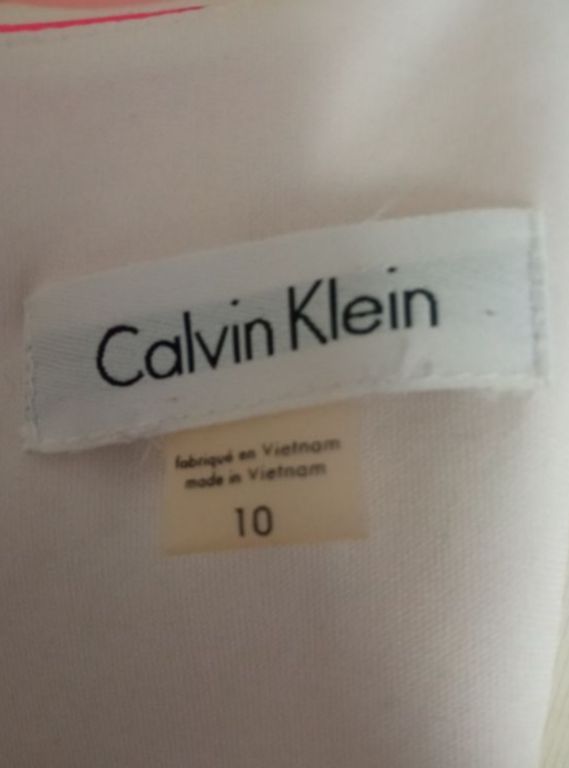 Calvin Klein
fabriqué en Vietnam
made in Vietnam
10